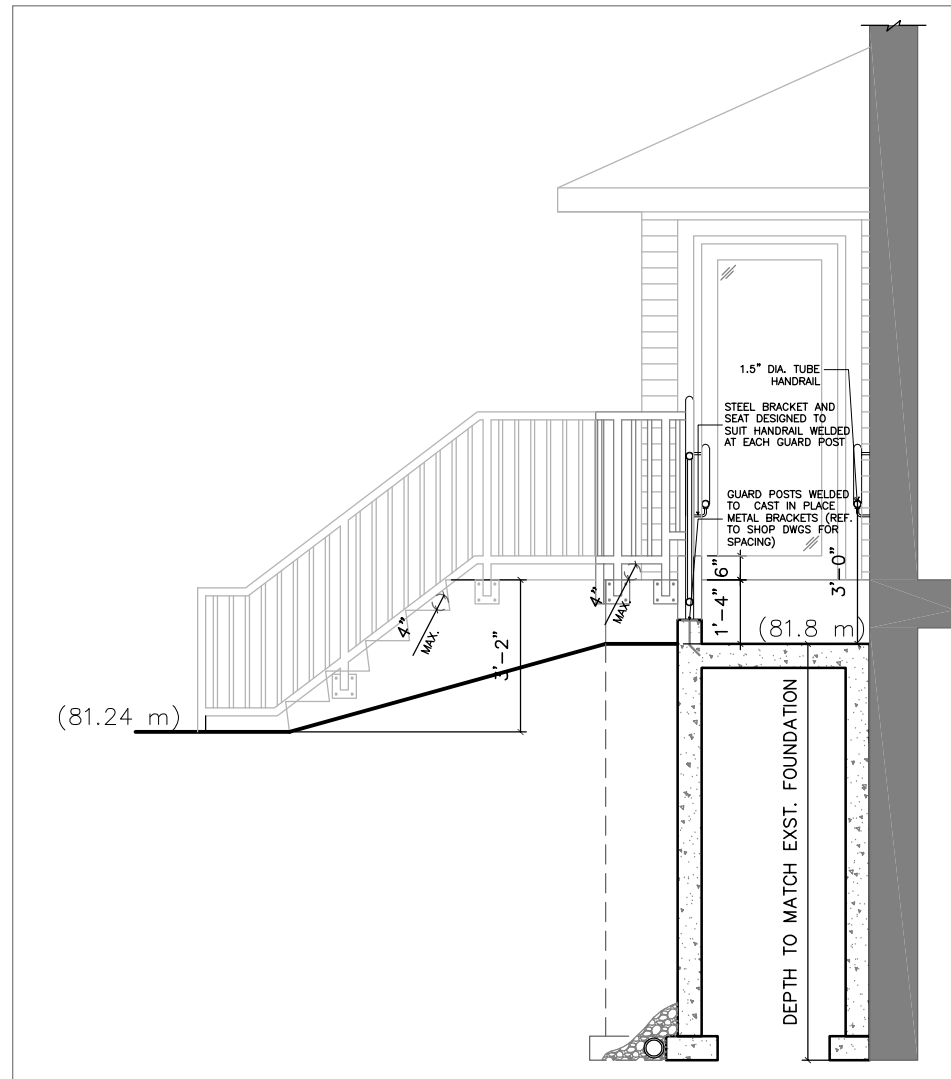 1.5" DIA. TUBE
HANDRAIL
STEEL BRACKET AND
SEAT DESIGNED TO
SUIT HANDRAIL WELDED
AT EACH GUARD POST
GUARD POSTS WELDED
TO CAST IN PLACE
METAL BRACKETS (REF.
TO SHOP DWGS FOR
SPACING)
6"
1'-4"
3'-0"
4"
MAX.
4"
MAX.
3'-2"
(81.8 m)
(81.24 m)
DEPTH TO MATCH EXST. FOUNDATION